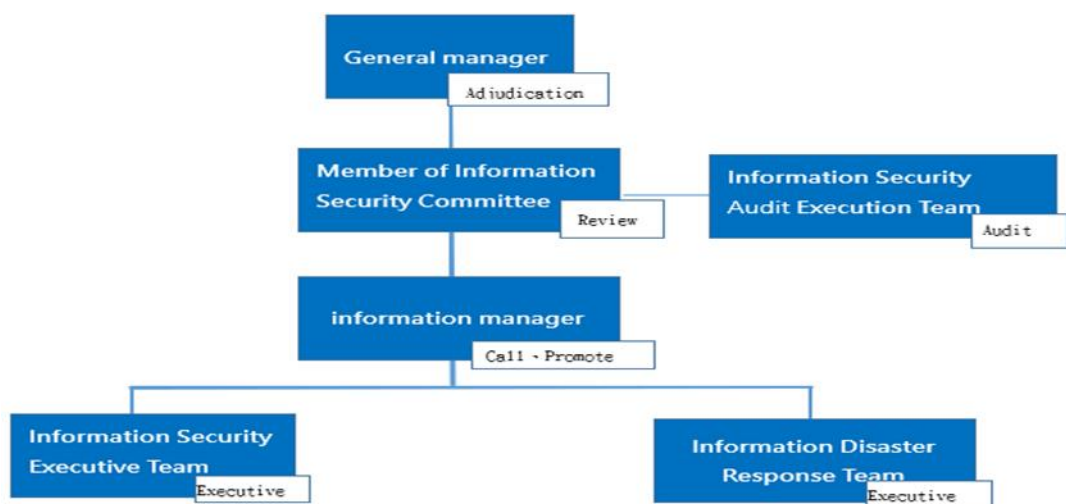 General manager
Adjudication
Member of Information
Security Committee
Review
Information Security
Audit Execution Team
Audit
information manager
Call、Promote
Information Security
Executive Team
Executive
Information Disaster
Response Team
Executive